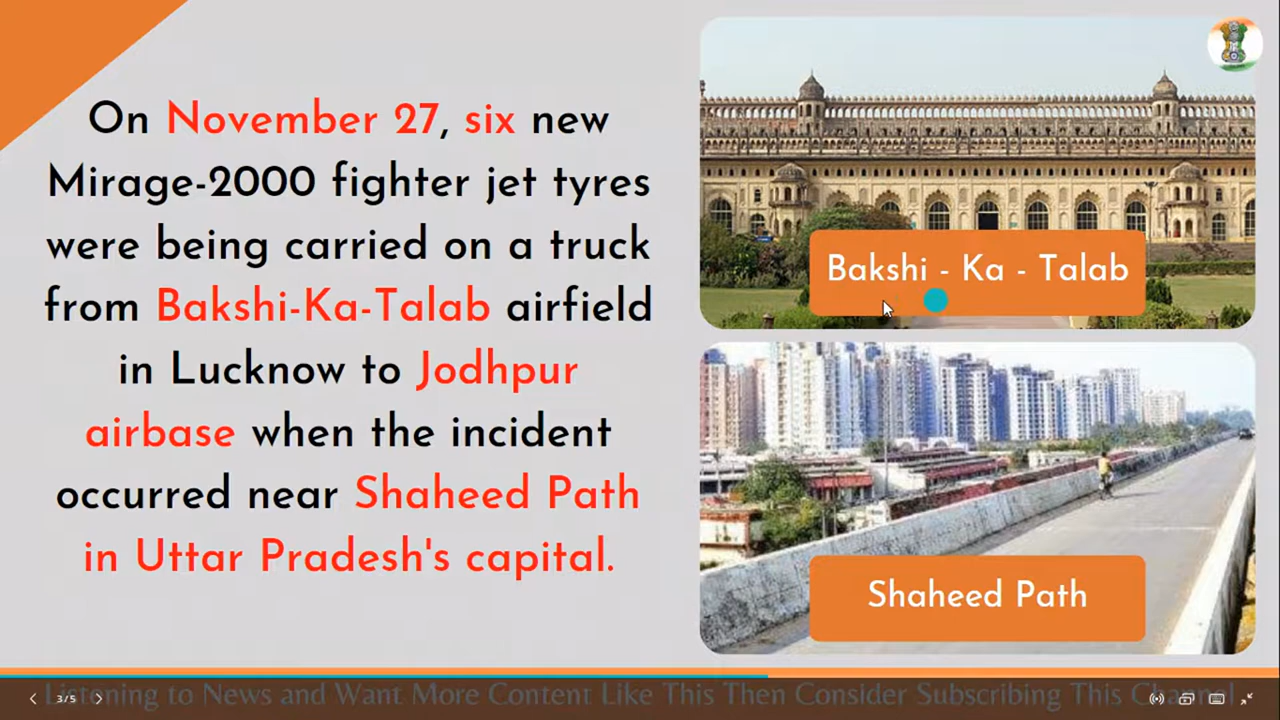 On November 27, six new
Mirage-2000 fighter jet tyres
were being carried on a truck
from Bakshi-Ka-Talab airfield
in Lucknow to Jodhpur
airbase when the incident
occurred near Shaheed Path
in Uttar Pradesh's capital.
Bakshi - Ka - Talab
Shaheed Path
Listening to News and Want More Content Like This Then Consider Subscribing This Channel
3/5